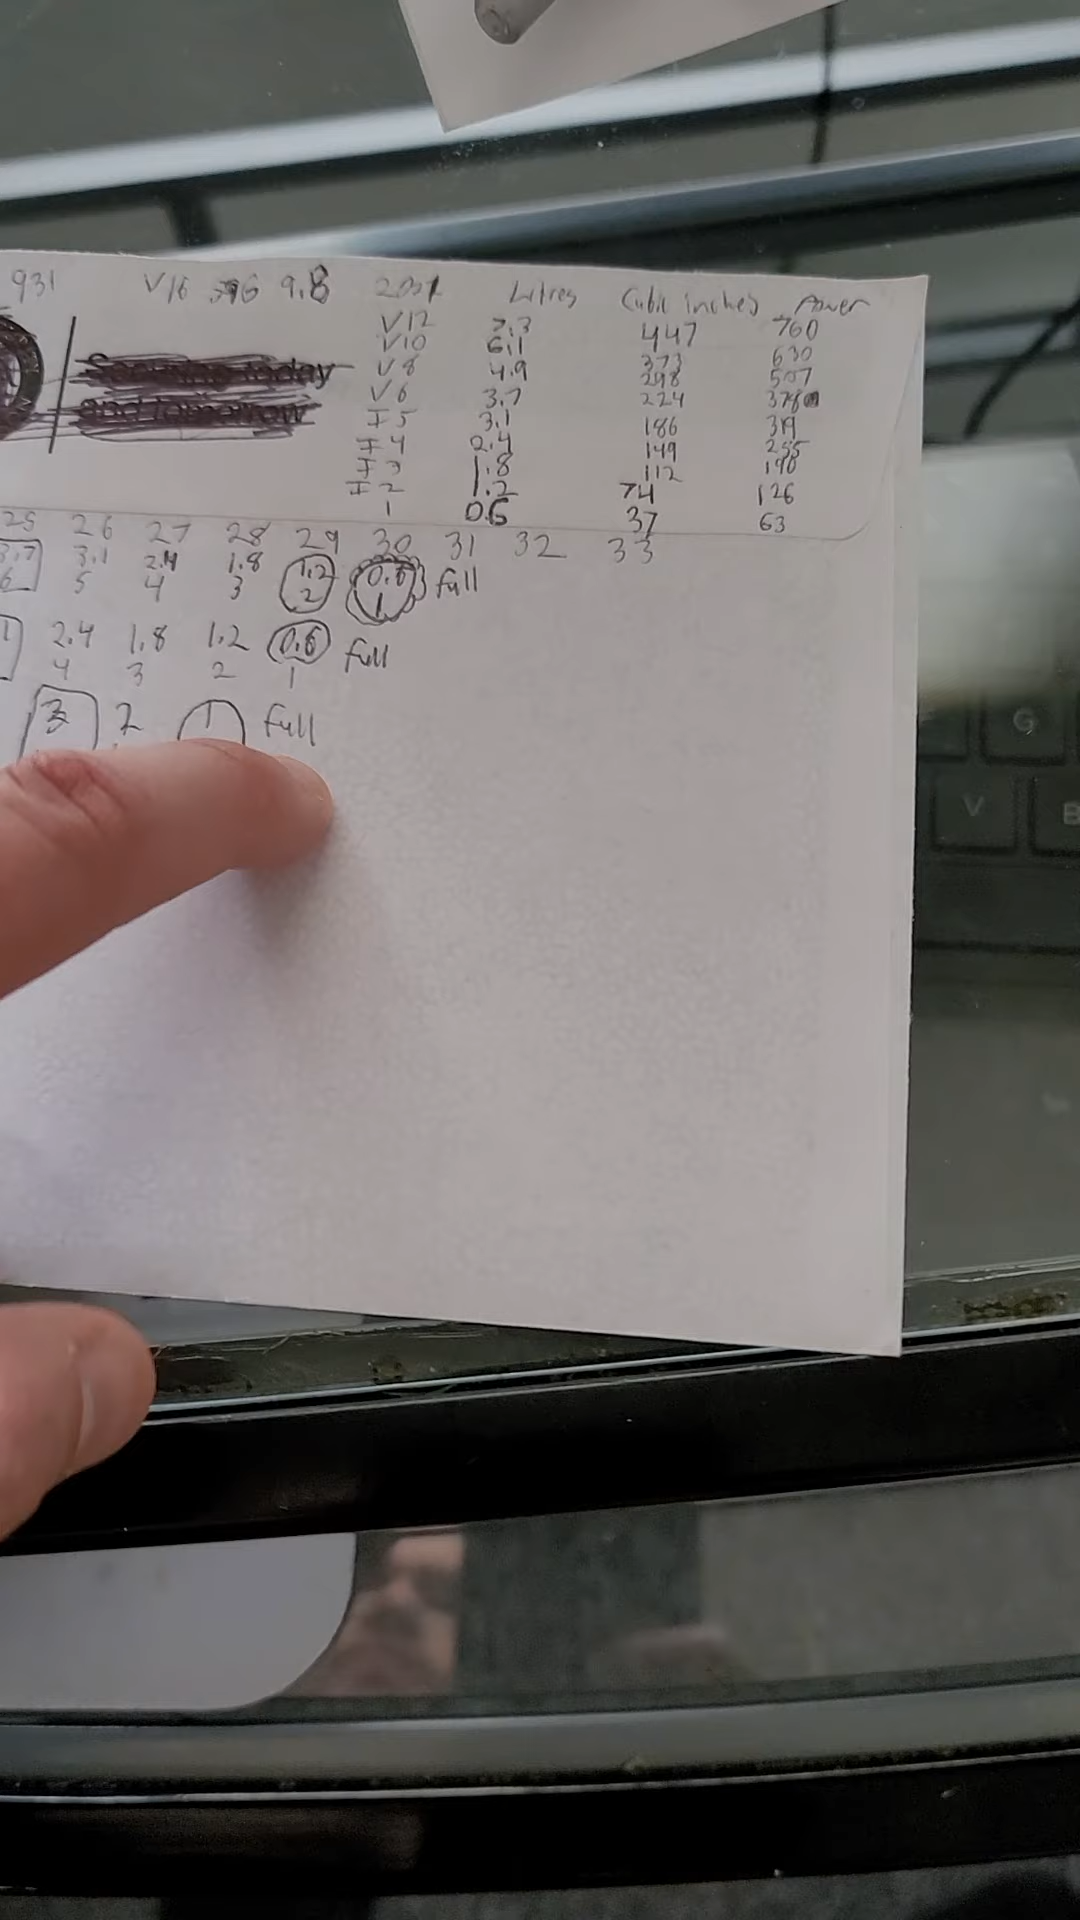 931 V16 596 9.8 Litres Cubic inches Power
V12 7.3 447 760
V10 6.1 373 630
V8 4.9 298 507
V6 3.7 224 378
I5 3.1 186 319
I4 2.4 149 255
I3 1.8 112 190
I2 1.2 74 126
1 0.6 37 63
and tomorrow
25 26 27 28 29 30 31 32 33
3.7 3.1 2.4 1.8 1.2 0.6 full
6 5 4 3 2 1
2.4 1.8 1.2 0.6 full
4 3 2 1
3 2 1 full
G
V
B